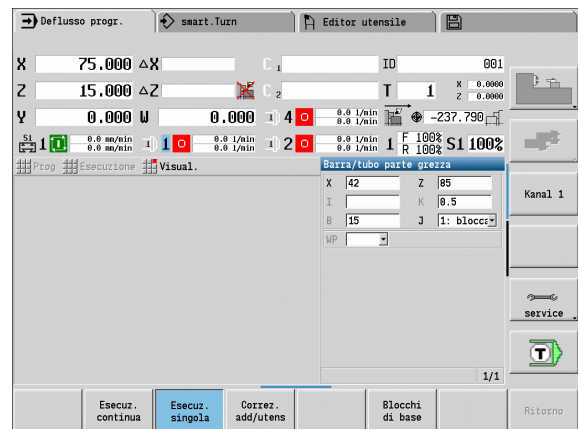 Deflusso progr. smart.Turn Editor utensile
X 75.000 △X C 1 ID 001
Z 15.000 △Z C 2 T 1 X 0.0000 Z 0.0000
Y 0.000 W 0.000 4 0.0 1/min 0.0 1/min -237.790
S1 1 0.0 mm/min 0.0 mm/min 1 0.0 1/min 0.0 1/min 2 0.0 1/min 0.0 1/min 1 F 100% R 100% S1 100%
Prog Esecuzione Visual.
Barra/tubo parte grezza
X 42 Z 85
I K 0.5
B 15 J 1: blocca
WP
1/1
Kanal 1
service
T
Esecuz. continua
Esecuz. singola
Correz. add/utens
Blocchi di base
Ritorno